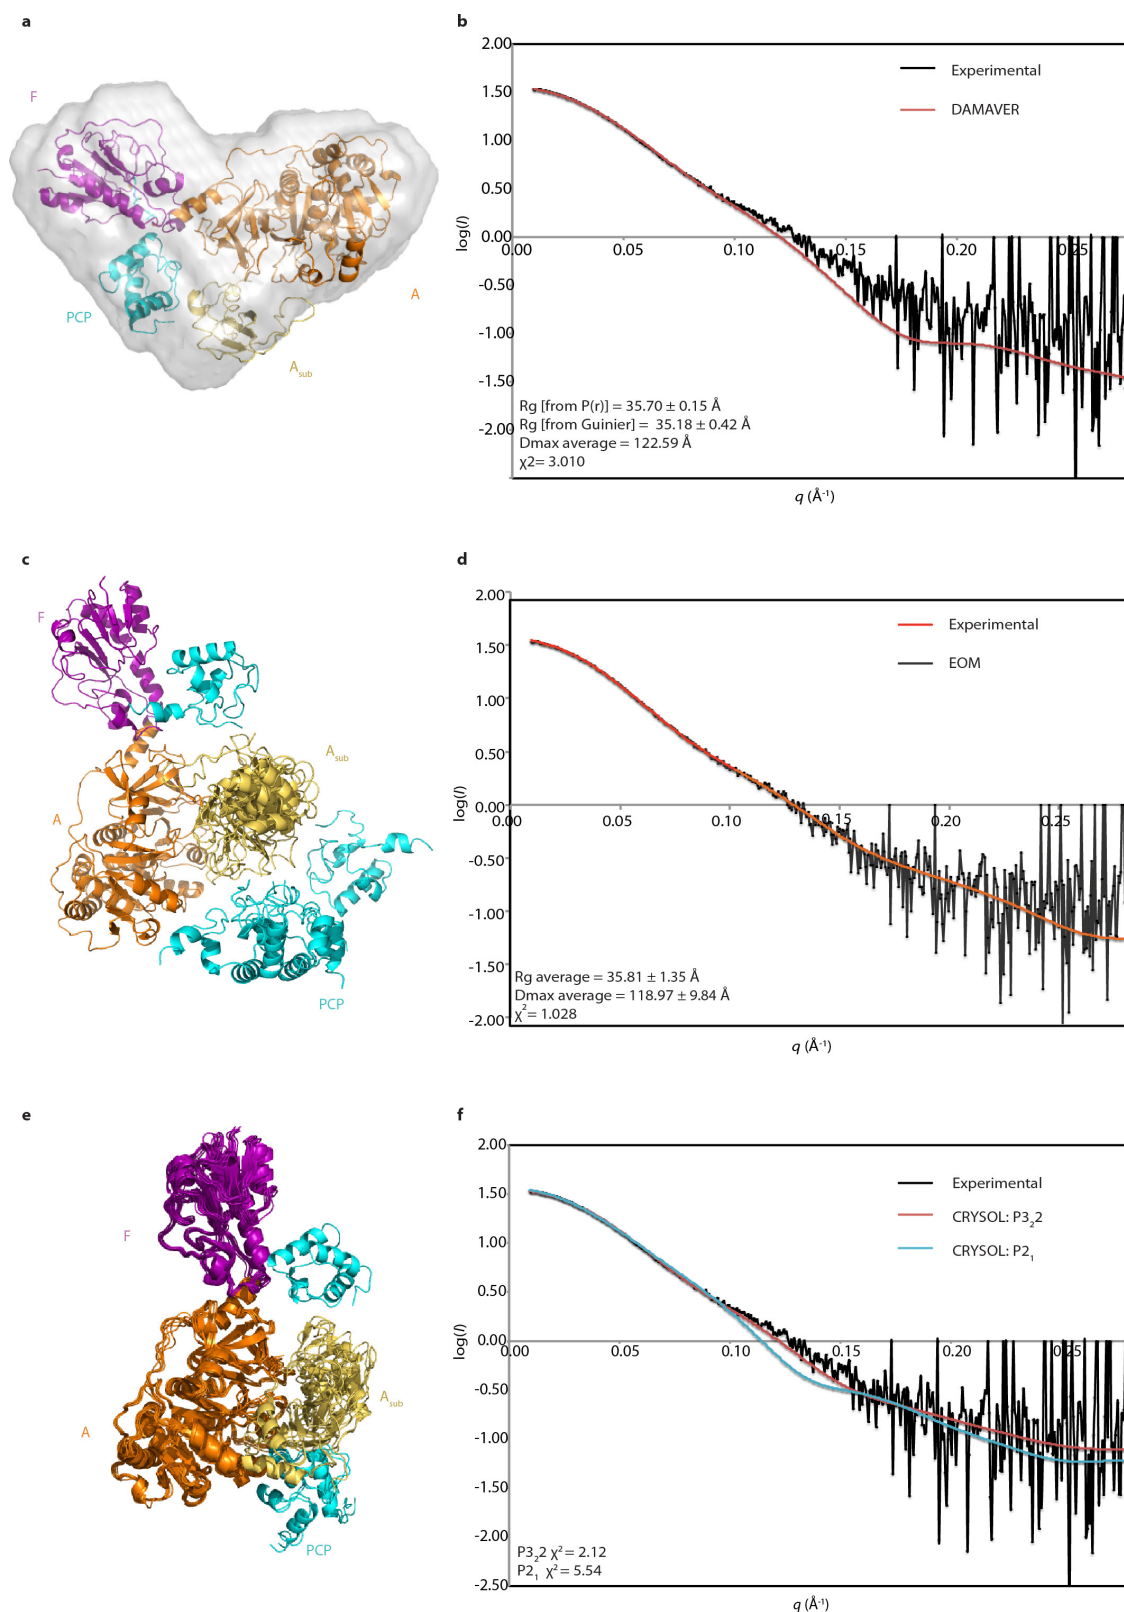 a
F
PCP
A
A_sub
b
2.00
1.50
1.00
0.50
0.00
-0.50
-1.00
-1.50
-2.00
0.00
0.05
0.10
0.15
0.20
0.25
log(I)
Experimental
DAMAVER
Rg [from P(r)] = 35.70 ± 0.15 Å
Rg [from Guinier] = 35.18 ± 0.42 Å
Dmax average = 122.59 Å
χ2= 3.010
q (Å⁻¹)
c
F
A_sub
A
PCP
d
2.00
1.50
1.00
0.50
0.00
-0.50
-1.00
-1.50
-2.00
0.00
0.05
0.10
0.15
0.20
0.25
log(I)
Experimental
EOM
Rg average = 35.81 ± 1.35 Å
Dmax average = 118.97 ± 9.84 Å
χ²= 1.028
q (Å⁻¹)
e
F
A_sub
A
PCP
f
2.00
1.50
1.00
0.50
0.00
-0.50
-1.00
-1.50
-2.00
-2.50
0.00
0.05
0.10
0.15
0.20
0.25
log(I)
Experimental
CRYSOL: P3₂2
CRYSOL: P2₁
P3₂2 χ² = 2.12
P2₁ χ² = 5.54
q (Å⁻¹)